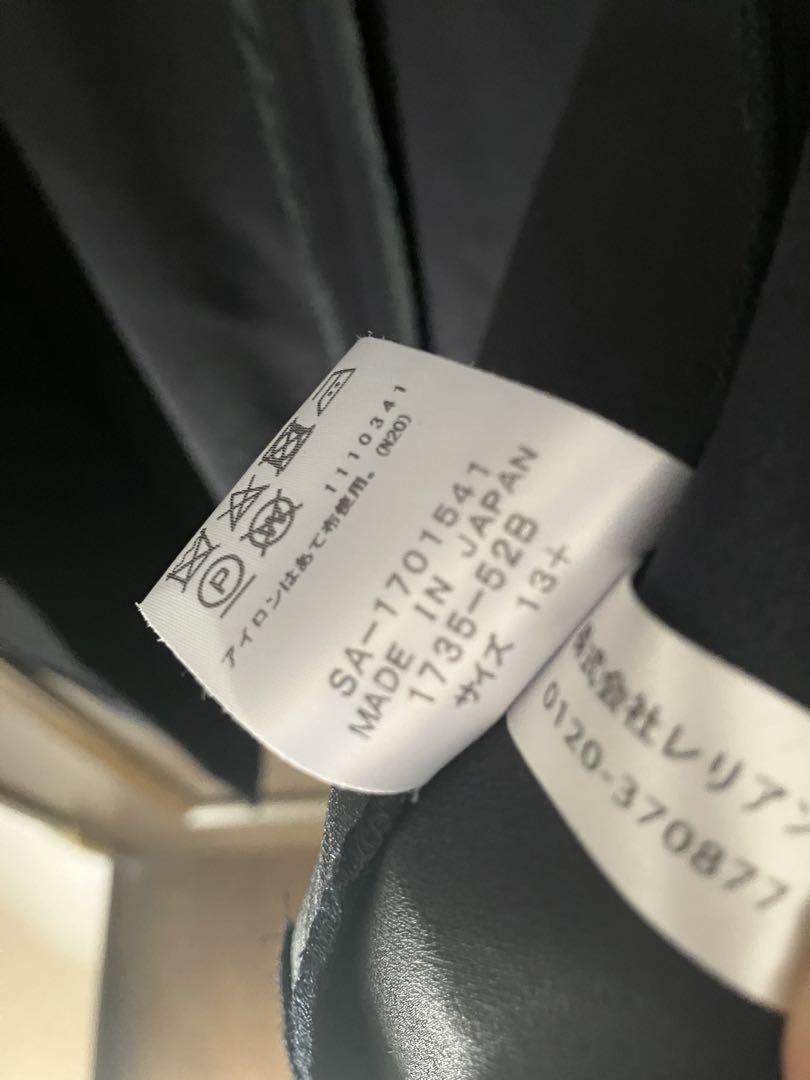 1110341
アイロンはあて布使用。(N20)
SA-1701541
MADE IN JAPAN
1735-52B
サイズ 13+
株式会社レリアン
0120-370877
P